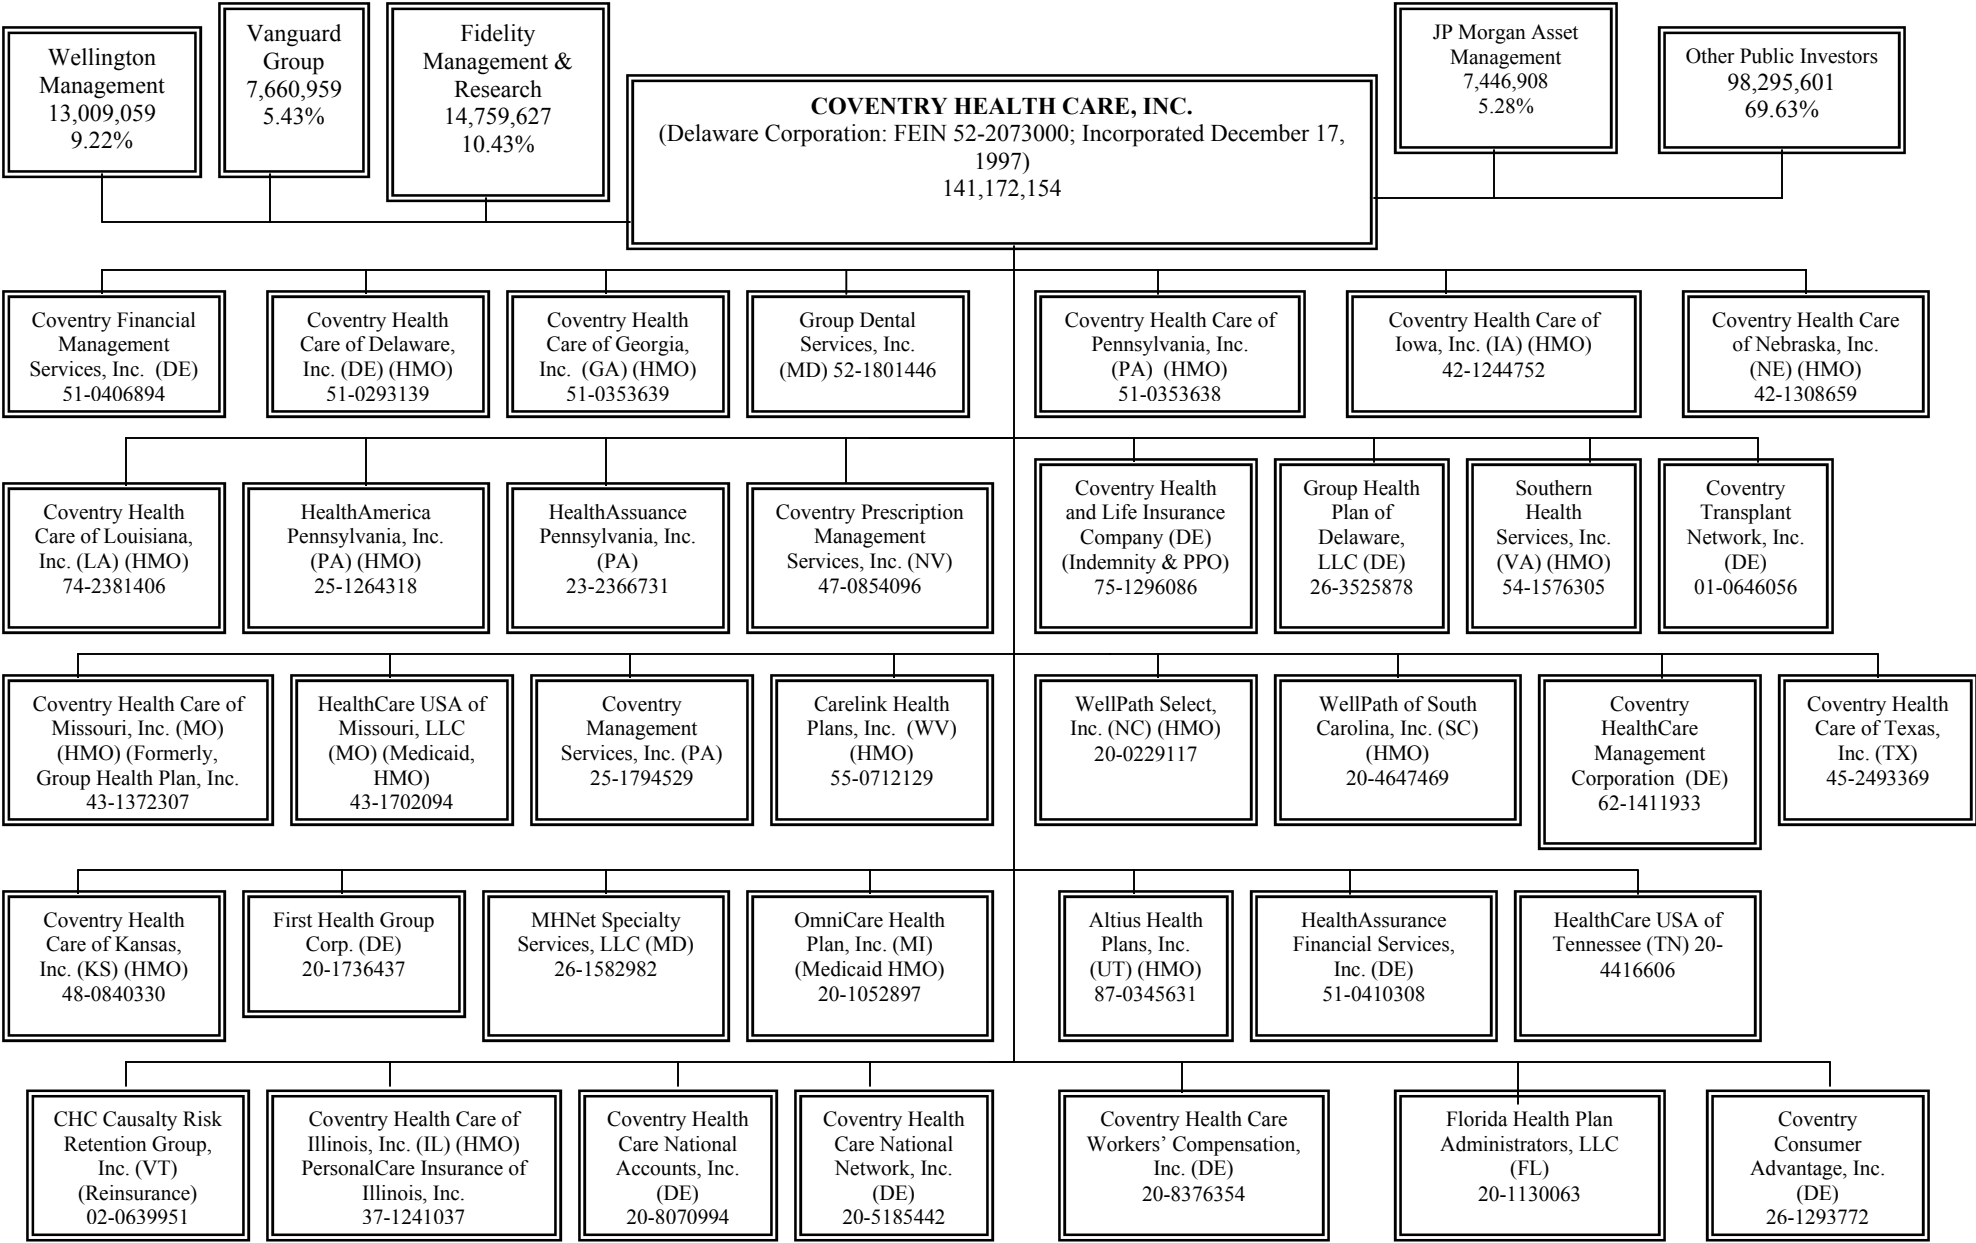 Wellington
Management
13,009,059
9.22%
Vanguard
Group
7,660,959
5.43%
Fidelity
Management &
Research
14,759,627
10.43%
COVENTRY HEALTH CARE, INC.
(Delaware Corporation: FEIN 52-2073000; Incorporated December 17,
1997)
141,172,154
JP Morgan Asset
Management
7,446,908
5.28%
Other Public Investors
98,295,601
69.63%
Coventry Financial
Management
Services, Inc. (DE)
51-0406894
Coventry Health
Care of Delaware,
Inc. (DE) (HMO)
51-0293139
Coventry Health
Care of Georgia,
Inc. (GA) (HMO)
51-0353639
Group Dental
Services, Inc.
(MD) 52-1801446
Coventry Health Care of
Pennsylvania, Inc.
(PA) (HMO)
51-0353638
Coventry Health Care of
Iowa, Inc. (IA) (HMO)
42-1244752
Coventry Health Care
of Nebraska, Inc.
(NE) (HMO)
42-1308659
Coventry Health
Care of Louisiana,
Inc. (LA) (HMO)
74-2381406
HealthAmerica
Pennsylvania, Inc.
(PA) (HMO)
25-1264318
HealthAssuance
Pennsylvania, Inc.
(PA)
23-2366731
Coventry Prescription
Management
Services, Inc. (NV)
47-0854096
Coventry Health
and Life Insurance
Company (DE)
(Indemnity & PPO)
75-1296086
Group Health
Plan of
Delaware,
LLC (DE)
26-3525878
Southern
Health
Services, Inc.
(VA) (HMO)
54-1576305
Coventry
Transplant
Network, Inc.
(DE)
01-0646056
Coventry Health Care of
Missouri, Inc. (MO)
(HMO) (Formerly,
Group Health Plan, Inc.
43-1372307
HealthCare USA of
Missouri, LLC
(MO) (Medicaid,
HMO)
43-1702094
Coventry
Management
Services, Inc. (PA)
25-1794529
Carelink Health
Plans, Inc. (WV)
(HMO)
55-0712129
WellPath Select,
Inc. (NC) (HMO)
20-0229117
WellPath of South
Carolina, Inc. (SC)
(HMO)
20-4647469
Coventry
HealthCare
Management
Corporation (DE)
62-1411933
Coventry Health
Care of Texas,
Inc. (TX)
45-2493369
Coventry Health
Care of Kansas,
Inc. (KS) (HMO)
48-0840330
First Health Group
Corp. (DE)
20-1736437
MHNet Specialty
Services, LLC (MD)
26-1582982
OmniCare Health
Plan, Inc. (MI)
(Medicaid HMO)
20-1052897
Altius Health
Plans, Inc.
(UT) (HMO)
87-0345631
HealthAssurance
Financial Services,
Inc. (DE)
51-0410308
HealthCare USA of
Tennessee (TN) 20-
4416606
CHC Causalty Risk
Retention Group,
Inc. (VT)
(Reinsurance)
02-0639951
Coventry Health Care of
Illinois, Inc. (IL) (HMO)
PersonalCare Insurance of
Illinois, Inc.
37-1241037
Coventry Health
Care National
Accounts, Inc.
(DE)
20-8070994
Coventry Health
Care National
Network, Inc.
(DE)
20-5185442
Coventry Health Care
Workers’ Compensation,
Inc. (DE)
20-8376354
Florida Health Plan
Administrators, LLC
(FL)
20-1130063
Coventry
Consumer
Advantage, Inc.
(DE)
26-1293772